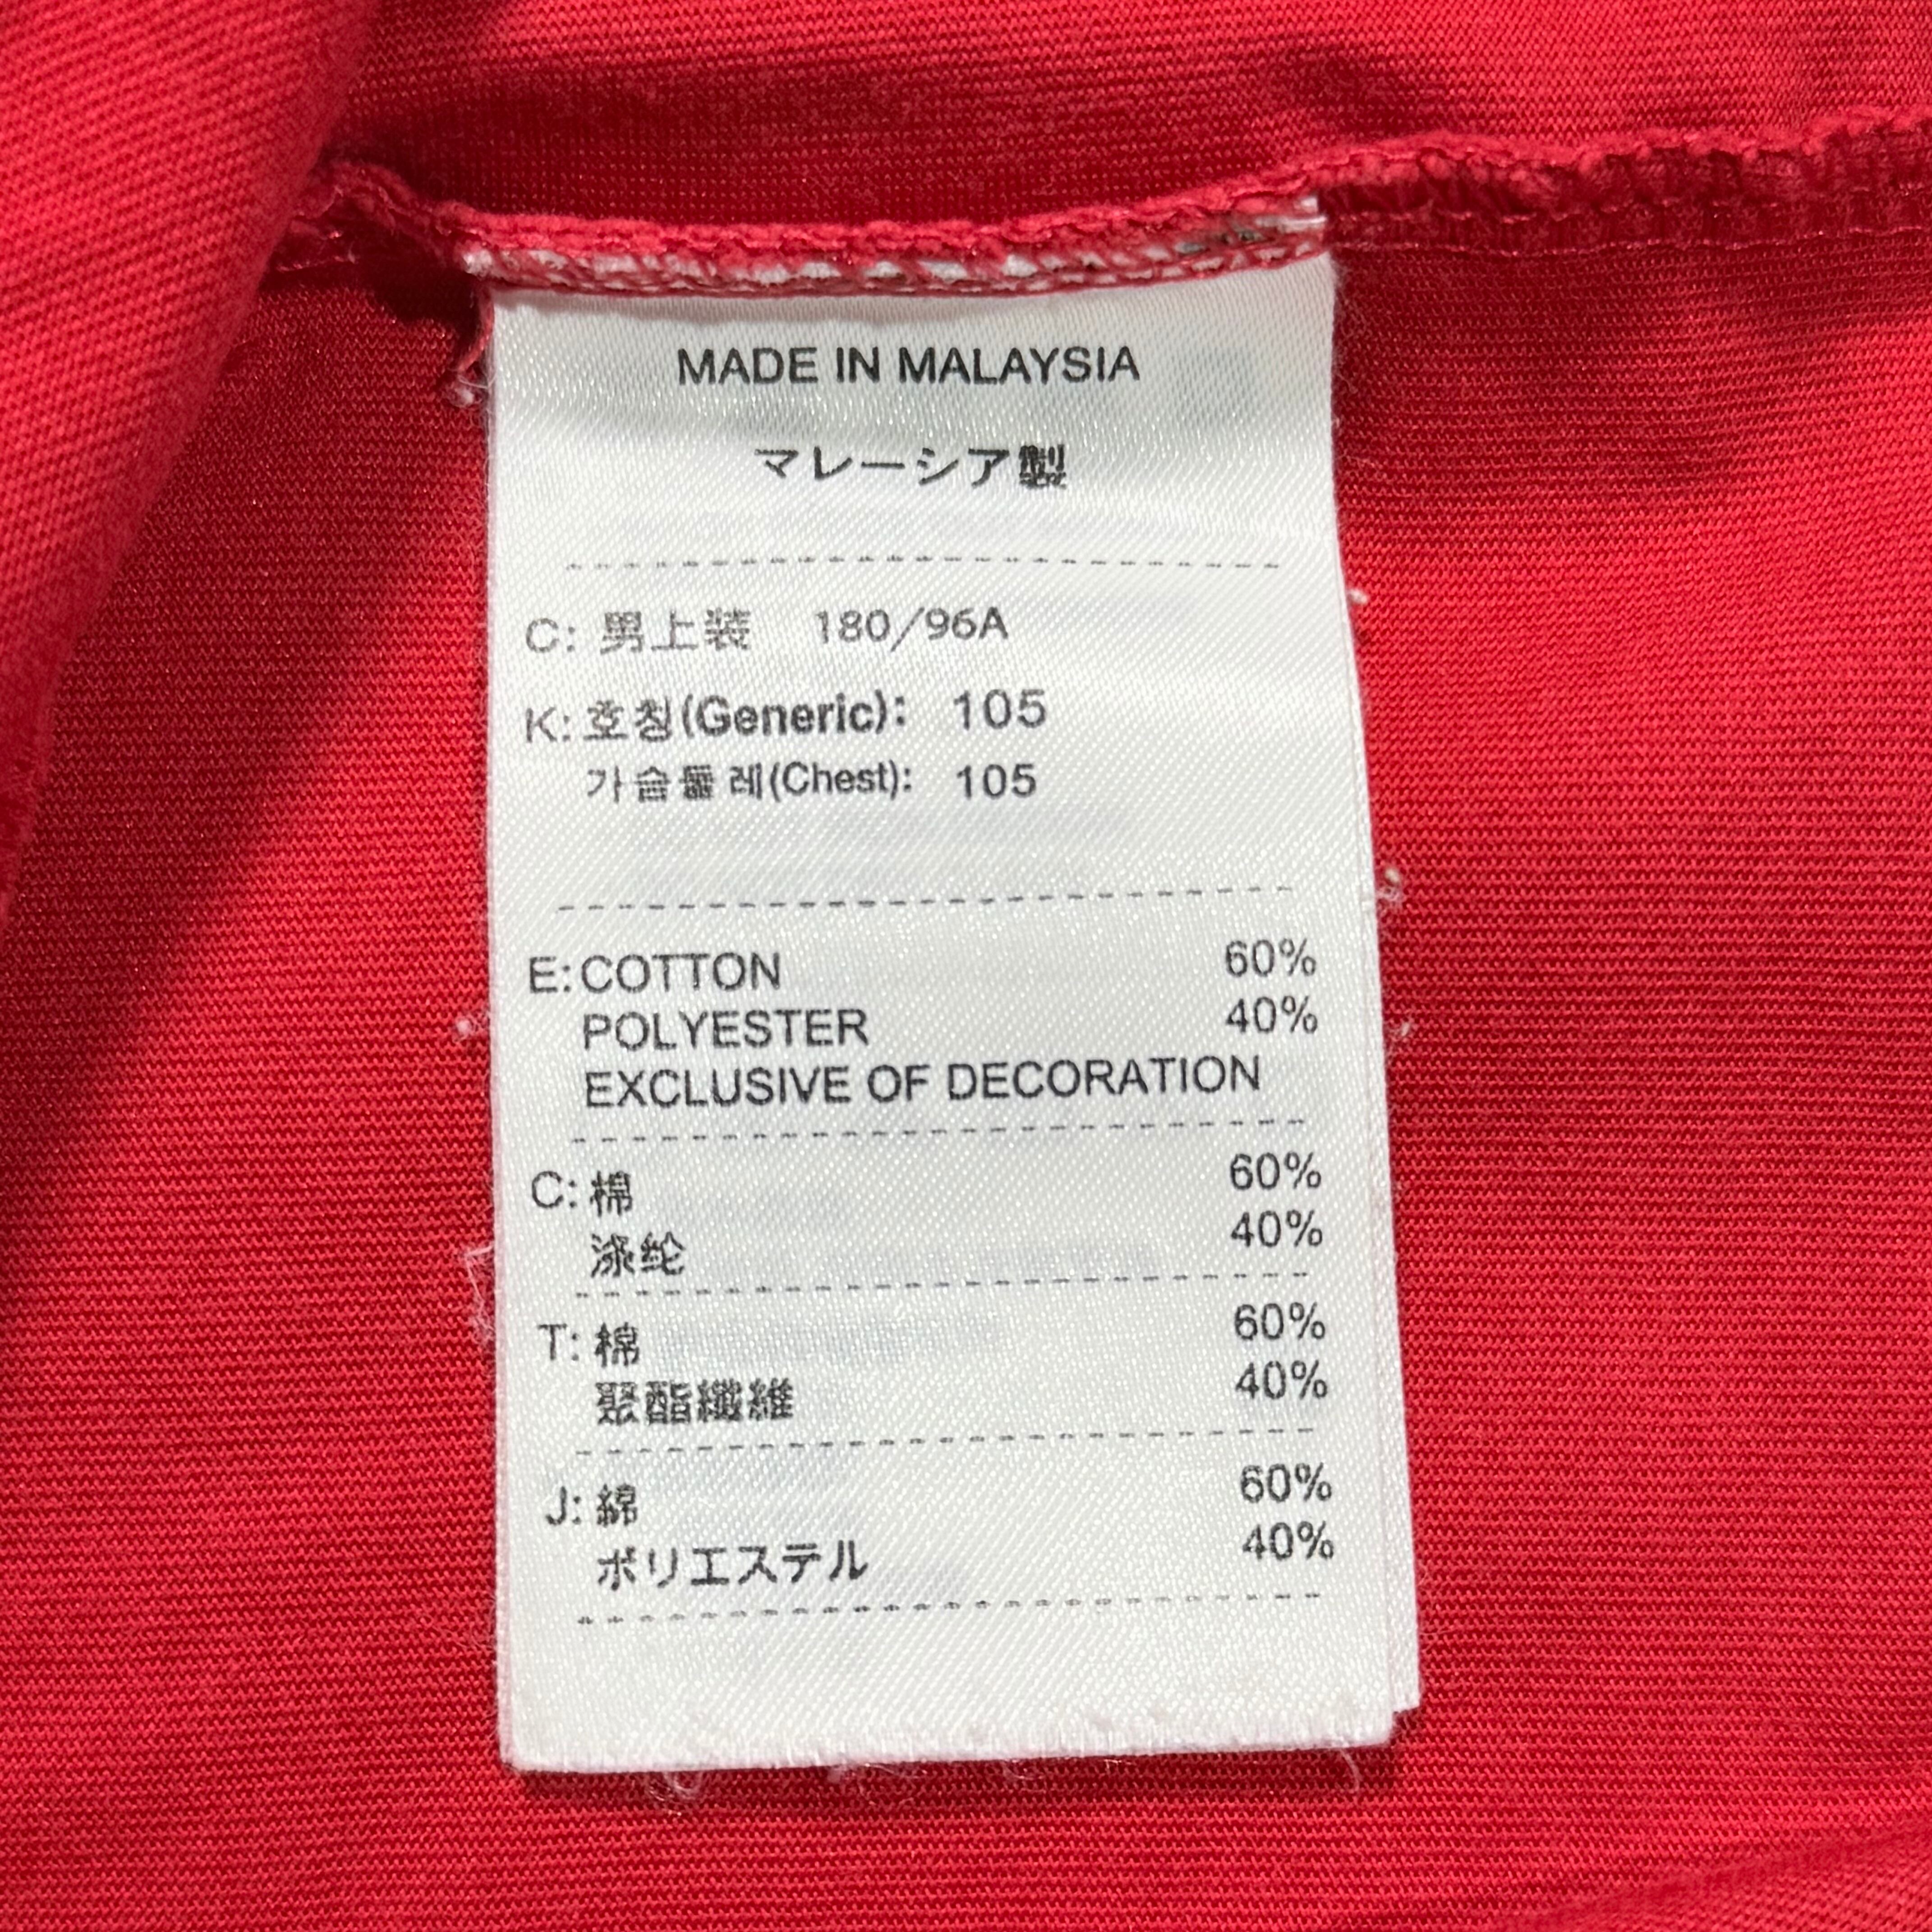 MADE IN MALAYSIA
マレーシア製
C: 男上装 180/96A
K: 호칭(Generic): 105
가슴둘레(Chest): 105
E: COTTON 60%
POLYESTER 40%
EXCLUSIVE OF DECORATION
C: 棉 60%
涤纶 40%
T: 棉 60%
聚酯纖維 40%
J: 綿 60%
ポリエステル 40%